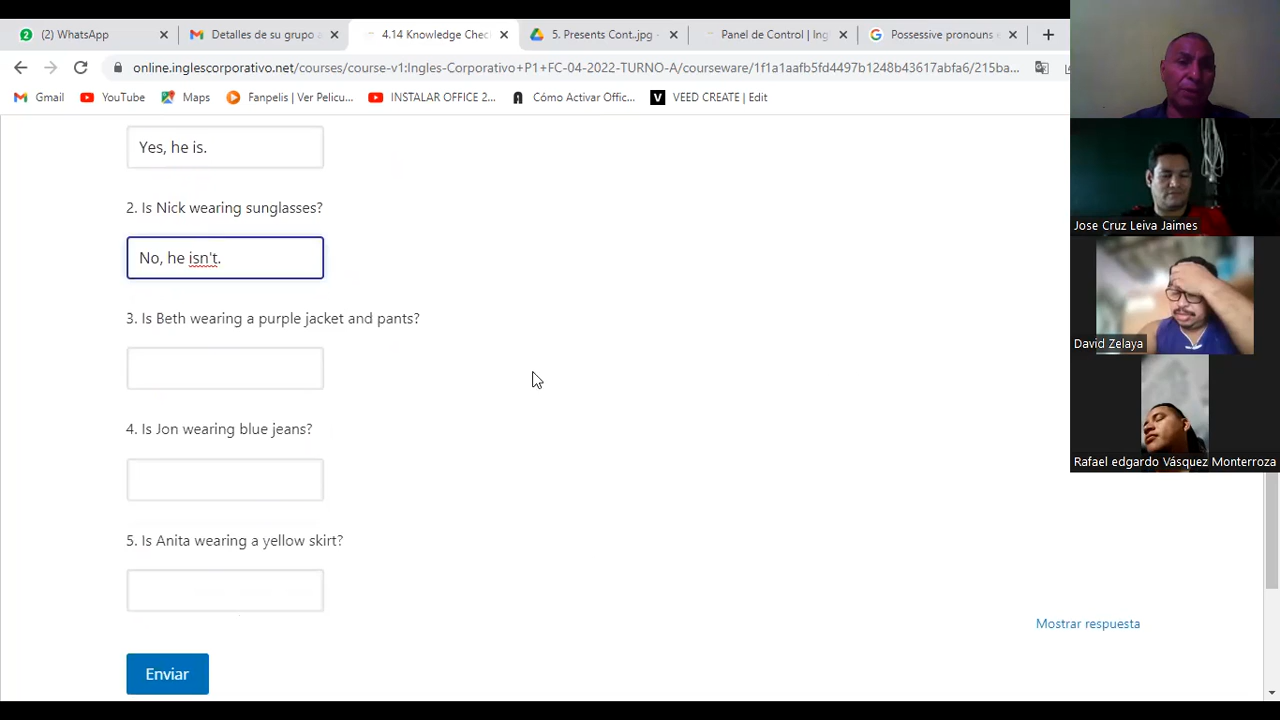 2 (2) WhatsApp
Detalles de su grupo a
4.14 Knowledge Chec
5. Presents Cont.jpg -
Panel de Control | Ing
Possessive pronouns e
online.inglescorporativo.net/courses/course-v1:Ingles-Corporativo+P1+FC-04-2022-TURNO-A/courseware/1f1a1aafb5fd4497b1248b43617abfa6/215ba...
Gmail
YouTube
Maps
Fanpelis | Ver Pelicu...
INSTALAR OFFICE 2...
Cómo Activar Offic...
VEED CREATE | Edit
Yes, he is.
2. Is Nick wearing sunglasses?
No, he isn't.
3. Is Beth wearing a purple jacket and pants?
4. Is Jon wearing blue jeans?
5. Is Anita wearing a yellow skirt?
Mostrar respuesta
Enviar
Jose Cruz Leiva Jaimes
David Zelaya
Rafael edgardo Vásquez Monterroza